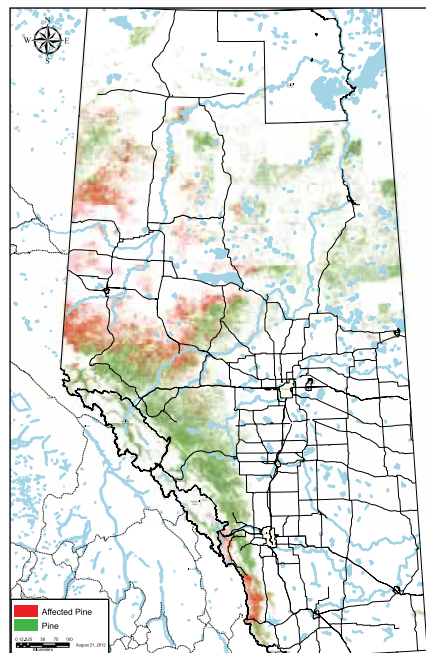 N
W E
S
Affected Pine
Pine
0 12.525 50 75 100
Kilometers
August 21, 2012